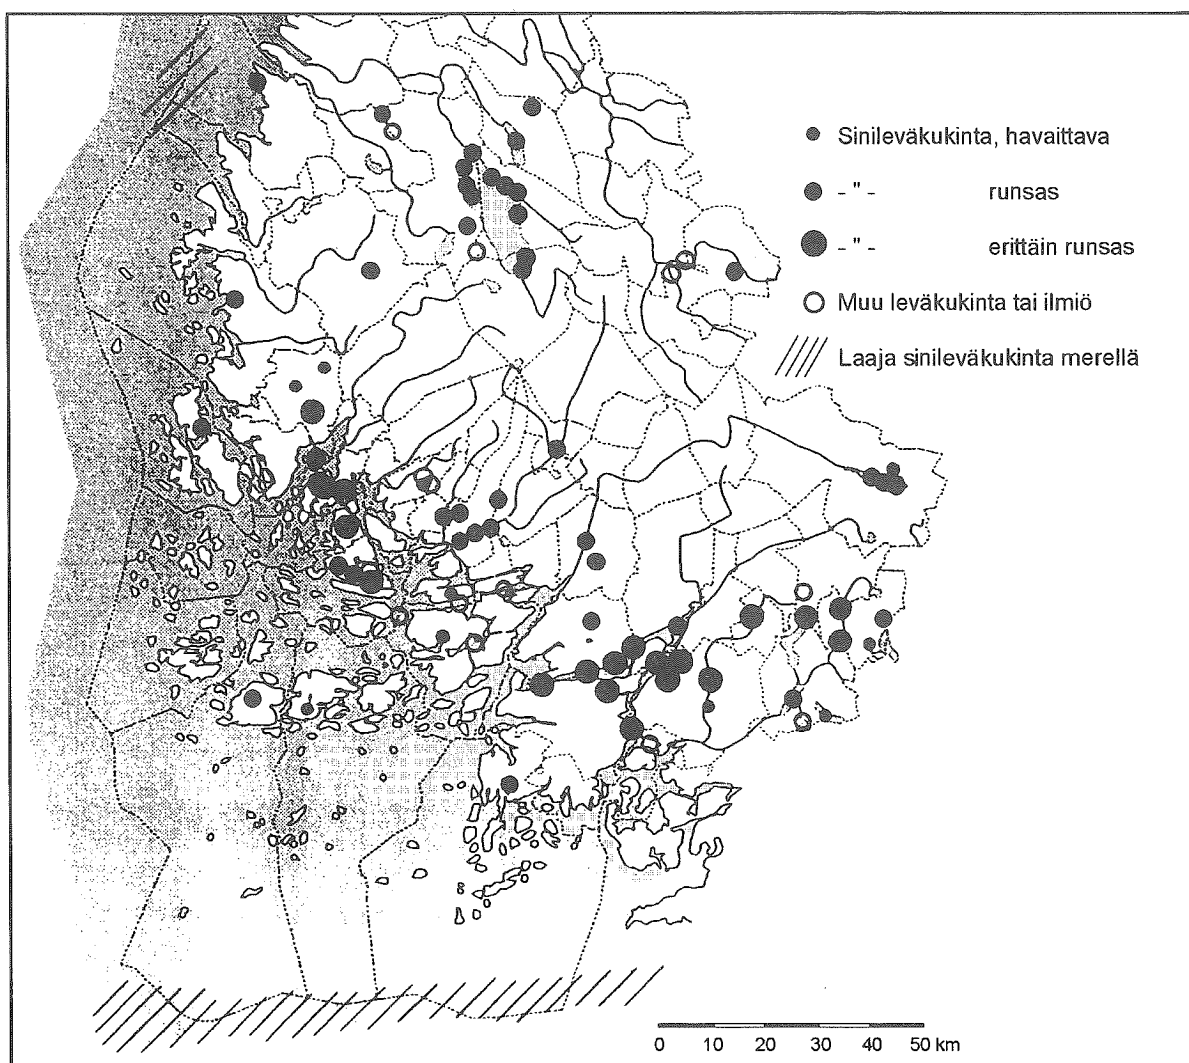 Sinileväkukinta, havaittava
- " - runsas
- " - erittäin runsas
Muu leväkukinta tai ilmiö
Laaja sinileväkukinta merellä
0 10 20 30 40 50 km